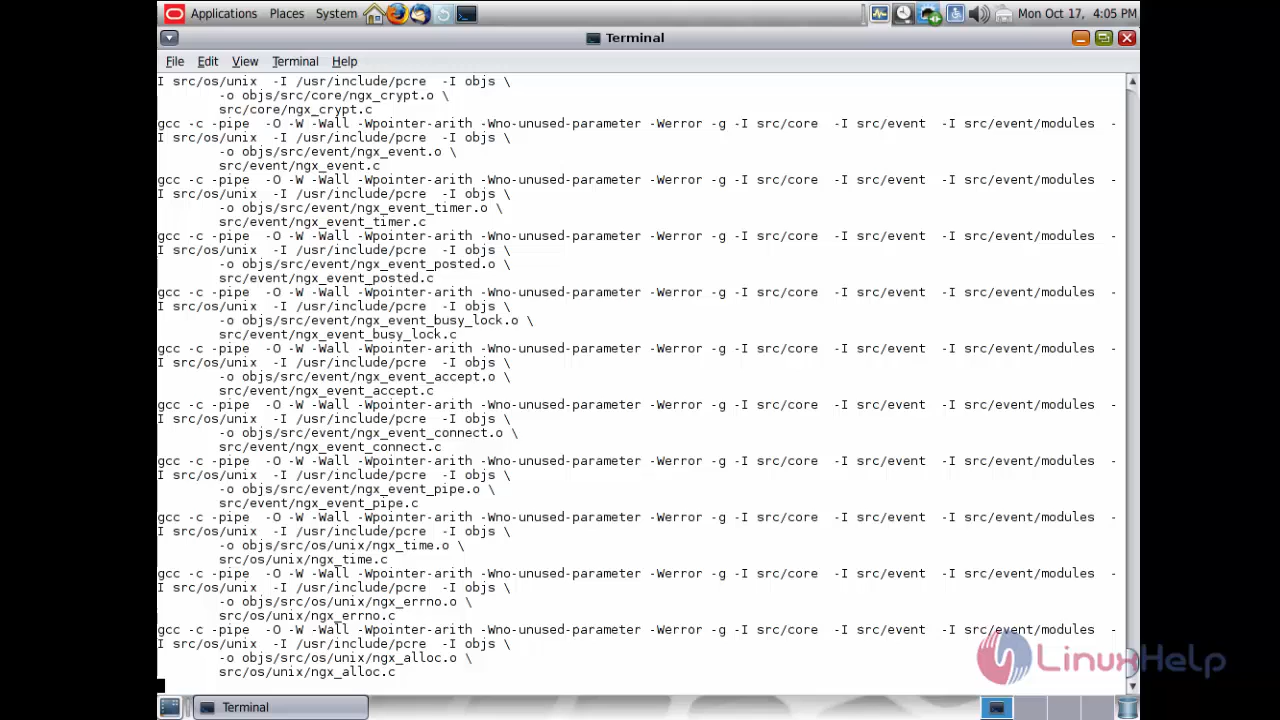 Applications Places System Mon Oct 17, 4:05 PM
Terminal
File Edit View Terminal Help
I src/os/unix  -I /usr/include/pcre  -I objs \
        -o objs/src/core/ngx_crypt.o \
        src/core/ngx_crypt.c
gcc -c -pipe  -O -W -Wall -Wpointer-arith -Wno-unused-parameter -Werror -g -I src/core  -I src/event  -I src/event/modules  -
I src/os/unix  -I /usr/include/pcre  -I objs \
        -o objs/src/event/ngx_event.o \
        src/event/ngx_event.c
gcc -c -pipe  -O -W -Wall -Wpointer-arith -Wno-unused-parameter -Werror -g -I src/core  -I src/event  -I src/event/modules  -
I src/os/unix  -I /usr/include/pcre  -I objs \
        -o objs/src/event/ngx_event_timer.o \
        src/event/ngx_event_timer.c
gcc -c -pipe  -O -W -Wall -Wpointer-arith -Wno-unused-parameter -Werror -g -I src/core  -I src/event  -I src/event/modules  -
I src/os/unix  -I /usr/include/pcre  -I objs \
        -o objs/src/event/ngx_event_posted.o \
        src/event/ngx_event_posted.c
gcc -c -pipe  -O -W -Wall -Wpointer-arith -Wno-unused-parameter -Werror -g -I src/core  -I src/event  -I src/event/modules  -
I src/os/unix  -I /usr/include/pcre  -I objs \
        -o objs/src/event/ngx_event_busy_lock.o \
        src/event/ngx_event_busy_lock.c
gcc -c -pipe  -O -W -Wall -Wpointer-arith -Wno-unused-parameter -Werror -g -I src/core  -I src/event  -I src/event/modules  -
I src/os/unix  -I /usr/include/pcre  -I objs \
        -o objs/src/event/ngx_event_accept.o \
        src/event/ngx_event_accept.c
gcc -c -pipe  -O -W -Wall -Wpointer-arith -Wno-unused-parameter -Werror -g -I src/core  -I src/event  -I src/event/modules  -
I src/os/unix  -I /usr/include/pcre  -I objs \
        -o objs/src/event/ngx_event_connect.o \
        src/event/ngx_event_connect.c
gcc -c -pipe  -O -W -Wall -Wpointer-arith -Wno-unused-parameter -Werror -g -I src/core  -I src/event  -I src/event/modules  -
I src/os/unix  -I /usr/include/pcre  -I objs \
        -o objs/src/event/ngx_event_pipe.o \
        src/event/ngx_event_pipe.c
gcc -c -pipe  -O -W -Wall -Wpointer-arith -Wno-unused-parameter -Werror -g -I src/core  -I src/event  -I src/event/modules  -
I src/os/unix  -I /usr/include/pcre  -I objs \
        -o objs/src/os/unix/ngx_time.o \
        src/os/unix/ngx_time.c
gcc -c -pipe  -O -W -Wall -Wpointer-arith -Wno-unused-parameter -Werror -g -I src/core  -I src/event  -I src/event/modules  -
I src/os/unix  -I /usr/include/pcre  -I objs \
        -o objs/src/os/unix/ngx_errno.o \
        src/os/unix/ngx_errno.c
gcc -c -pipe  -O -W -Wall -Wpointer-arith -Wno-unused-parameter -Werror -g -I src/core  -I src/event  -I src/event/modules  -
I src/os/unix  -I /usr/include/pcre  -I objs \
        -o objs/src/os/unix/ngx_alloc.o \
        src/os/unix/ngx_alloc.c
LinuxHelp
Terminal